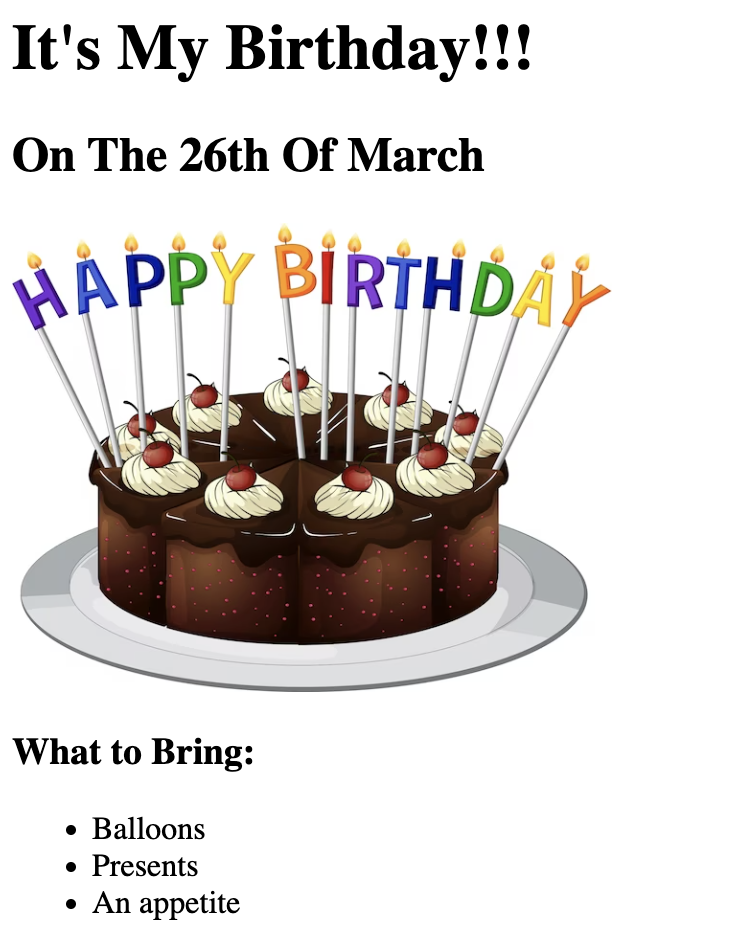 It's My Birthday!!!
On The 26th Of March
HAPPY BIRTHDAY
What to Bring:
• Balloons
• Presents
• An appetite